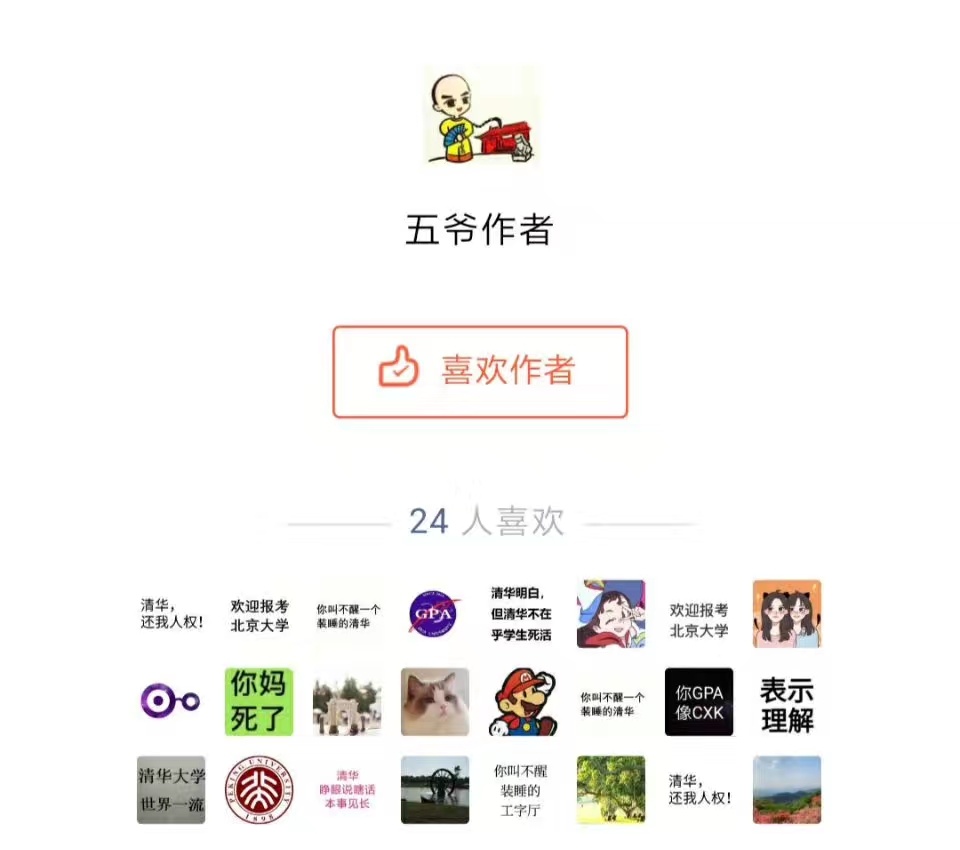 五爷作者
喜欢作者
24 人喜欢
清华，
还我人权！
欢迎报考
北京大学
你叫不醒一个
装睡的清华
GPA
清华明白，
但清华不在
乎学生死活
欢迎报考
北京大学
你妈
死了
你叫不醒一个
装睡的清华
你GPA
像CXK
表示
理解
清华大学
世界一流
PEKING UNIVERSITY
1898
清华
睁眼说瞎话
本事见长
你叫不醒
装睡的
工字厅
清华，
还我人权！